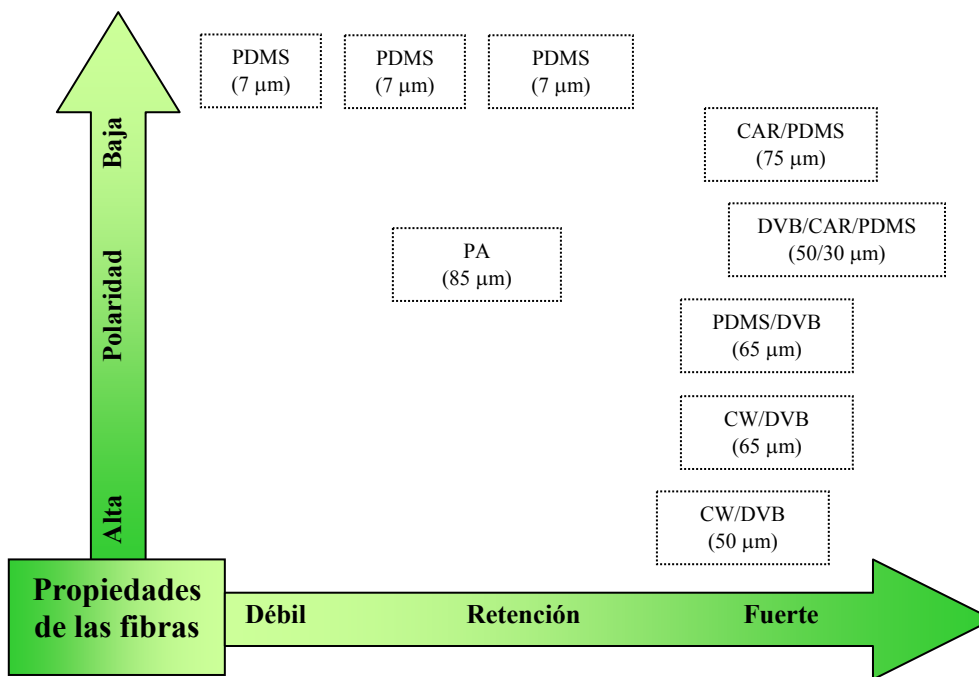 PDMS
(7 µm)
PDMS
(7 µm)
PDMS
(7 µm)
CAR/PDMS
(75 µm)
DVB/CAR/PDMS
(50/30 µm)
PA
(85 µm)
PDMS/DVB
(65 µm)
CW/DVB
(65 µm)
CW/DVB
(50 µm)
Baja
Polaridad
Alta
Propiedades
de las fibras
Débil
Retención
Fuerte